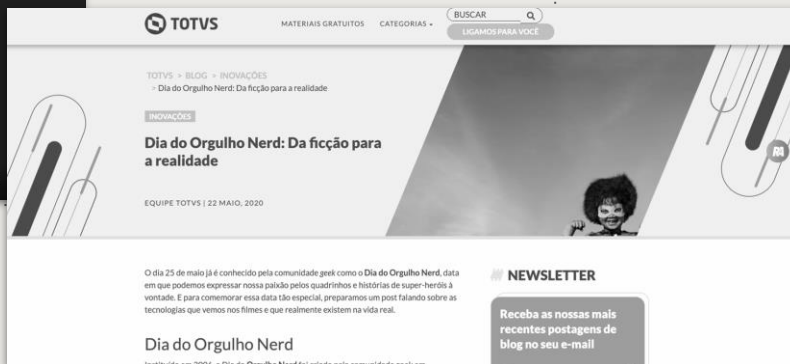 TOTVS
MATERIAIS GRATUITOS CATEGORIAS
BUSCAR
LIGAMOS PARA VOCÊ
TOTVS > BLOG > INOVAÇÕES
> Dia do Orgulho Nerd: Da ficção para a realidade
INOVAÇÕES
Dia do Orgulho Nerd: Da ficção para
a realidade
EQUIPE TOTVS | 22 MAIO, 2020
O dia 25 de maio já é conhecido pela comunidade geek como o Dia do Orgulho Nerd, data
em que podemos expressar nossa paixão pelos quadrinhos e histórias de super-heróis à
vontade. E para comemorar essa data tão especial, preparamos um post falando sobre as
tecnologias que vemos nos filmes e que realmente existem na vida real.
NEWSLETTER
Receba as nossas mais
recentes postagens de
blog no seu e-mail
Dia do Orgulho Nerd